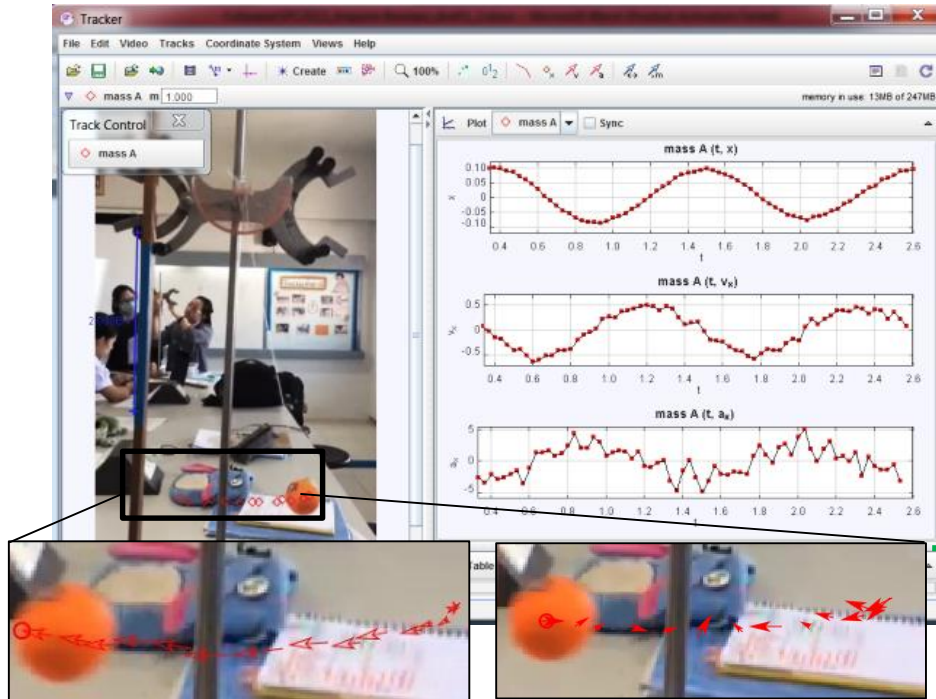 Tracker
File Edit Video Tracks Coordinate System Views Help
Create 100%
mass A m 1.000 memory in use: 13MB of 247MB
Track Control
mass A
Plot mass A Sync
mass A (t, x)
0.10
0.05
0
-0.05
-0.10
x
0.4 0.6 0.8 1.0 1.2 1.4 1.6 1.8 2.0 2.2 2.4 2.6
t
mass A (t, vx)
0.5
0
-0.5
vx
0.4 0.6 0.8 1.0 1.2 1.4 1.6 1.8 2.0 2.2 2.4 2.6
t
mass A (t, ax)
5
0
-5
ax
0.4 0.6 0.8 1.0 1.2 1.4 1.6 1.8 2.0 2.2 2.4 2.6
t
Table